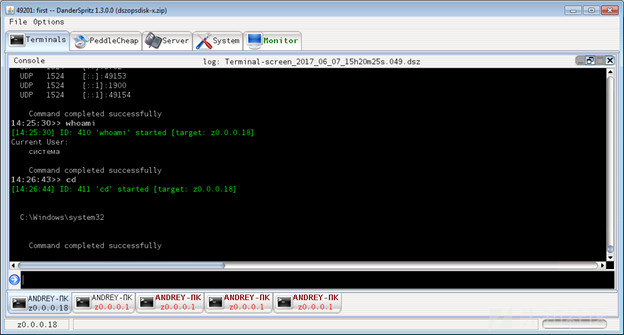 49201: first -- DanderSpritz 1.3.0.0 (dszopsdisk-x.zip)
File Options
Terminals PeddleCheap Server System Monitor
Console log: Terminal-screen_2017_06_07_15h20m25s.049.dsz
UDP 1524 [::]:49153
UDP 1524 [::1]:1900
UDP 1524 [::1]:49154
Command completed successfully
14:25:30>> whoami
[14:25:30] ID: 410 'whoami' started [target: z0.0.0.18]
Current User:
система
Command completed successfully
14:26:43>> cd
[14:26:44] ID: 411 'cd' started [target: z0.0.0.18]
C:\Windows\system32
Command completed successfully
ANDREY-ПК ANDREY-ПК ANDREY-ПК ANDREY-ПК ANDREY-ПК
z0.0.0.18 z0.0.0.1 z0.0.0.1 z0.0.0.1 z0.0.0.1
z0.0.0.18